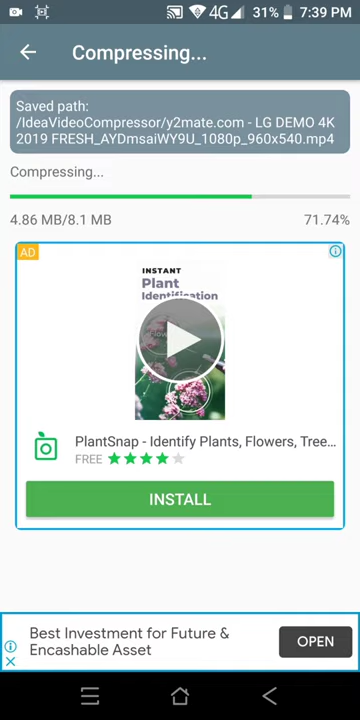 4G 31% 7:39 PM
Compressing...
Saved path:
/IdeaVideoCompressor/y2mate.com - LG DEMO 4K
2019 FRESH_AYDmsaiWY9U_1080p_960x540.mp4
Compressing...
4.86 MB/8.1 MB 71.74%
AD
INSTANT
Plant
Identification
PlantSnap - Identify Plants, Flowers, Tree...
FREE
INSTALL
Best Investment for Future &
Encashable Asset
OPEN